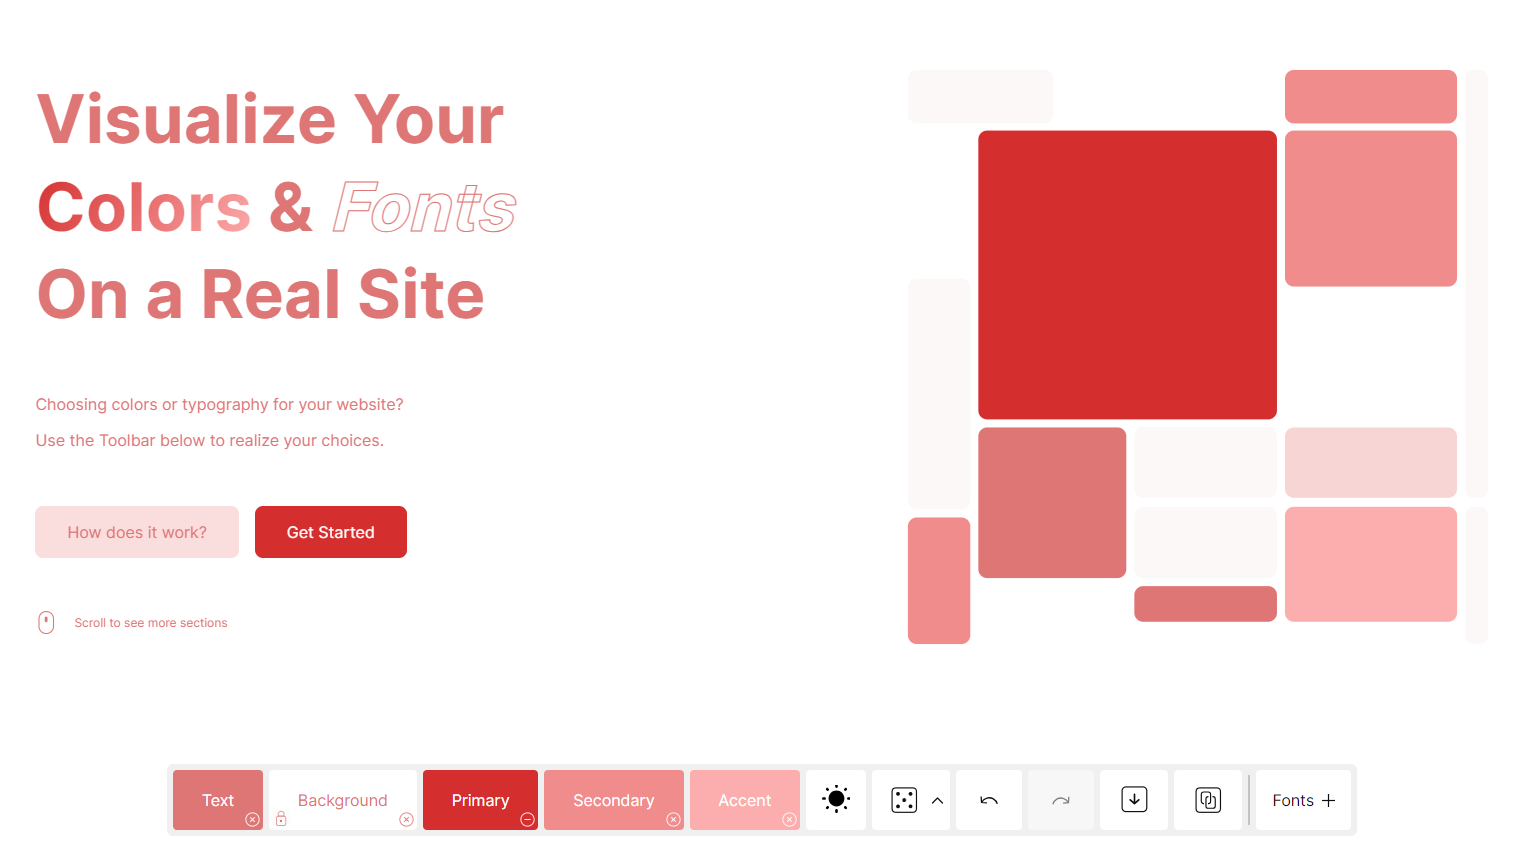 Visualize Your
Colors & Fonts
On a Real Site
Choosing colors or typography for your website?
Use the Toolbar below to realize your choices.
How does it work?
Get Started
Scroll to see more sections
Text
Background
Primary
Secondary
Accent
Fonts